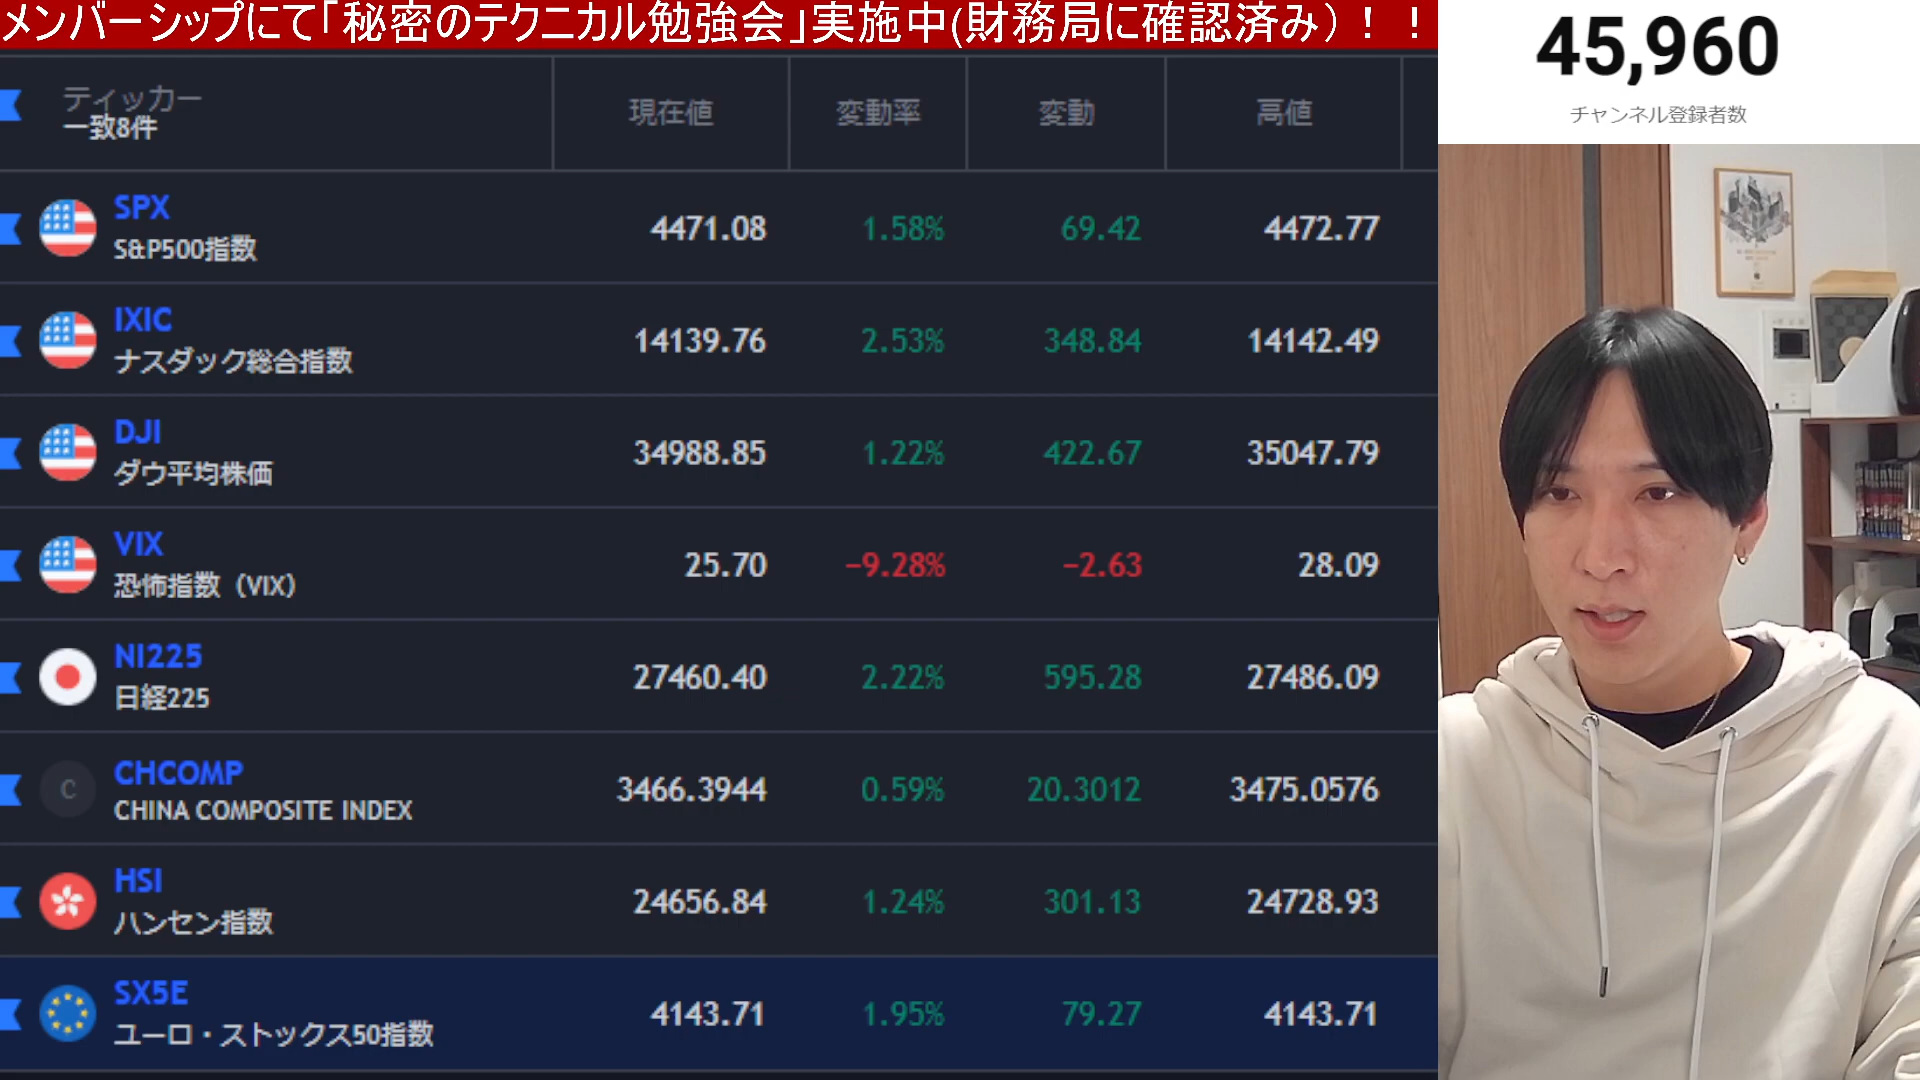 メンバーシップにて「秘密のテクニカル勉強会」実施中(財務局に確認済み）！！
45,960
チャンネル登録者数
ティッカー
一致8件
現在値 変動率 変動 高値
SPX
S&P500指数
4471.08 1.58% 69.42 4472.77
IXIC
ナスダック総合指数
14139.76 2.53% 348.84 14142.49
DJI
ダウ平均株価
34988.85 1.22% 422.67 35047.79
VIX
恐怖指数（VIX）
25.70 −9.28% −2.63 28.09
NI225
日経225
27460.40 2.22% 595.28 27486.09
C
CHCOMP
CHINA COMPOSITE INDEX
3466.3944 0.59% 20.3012 3475.0576
HSI
ハンセン指数
24656.84 1.24% 301.13 24728.93
SX5E
ユーロ・ストックス50指数
4143.71 1.95% 79.27 4143.71